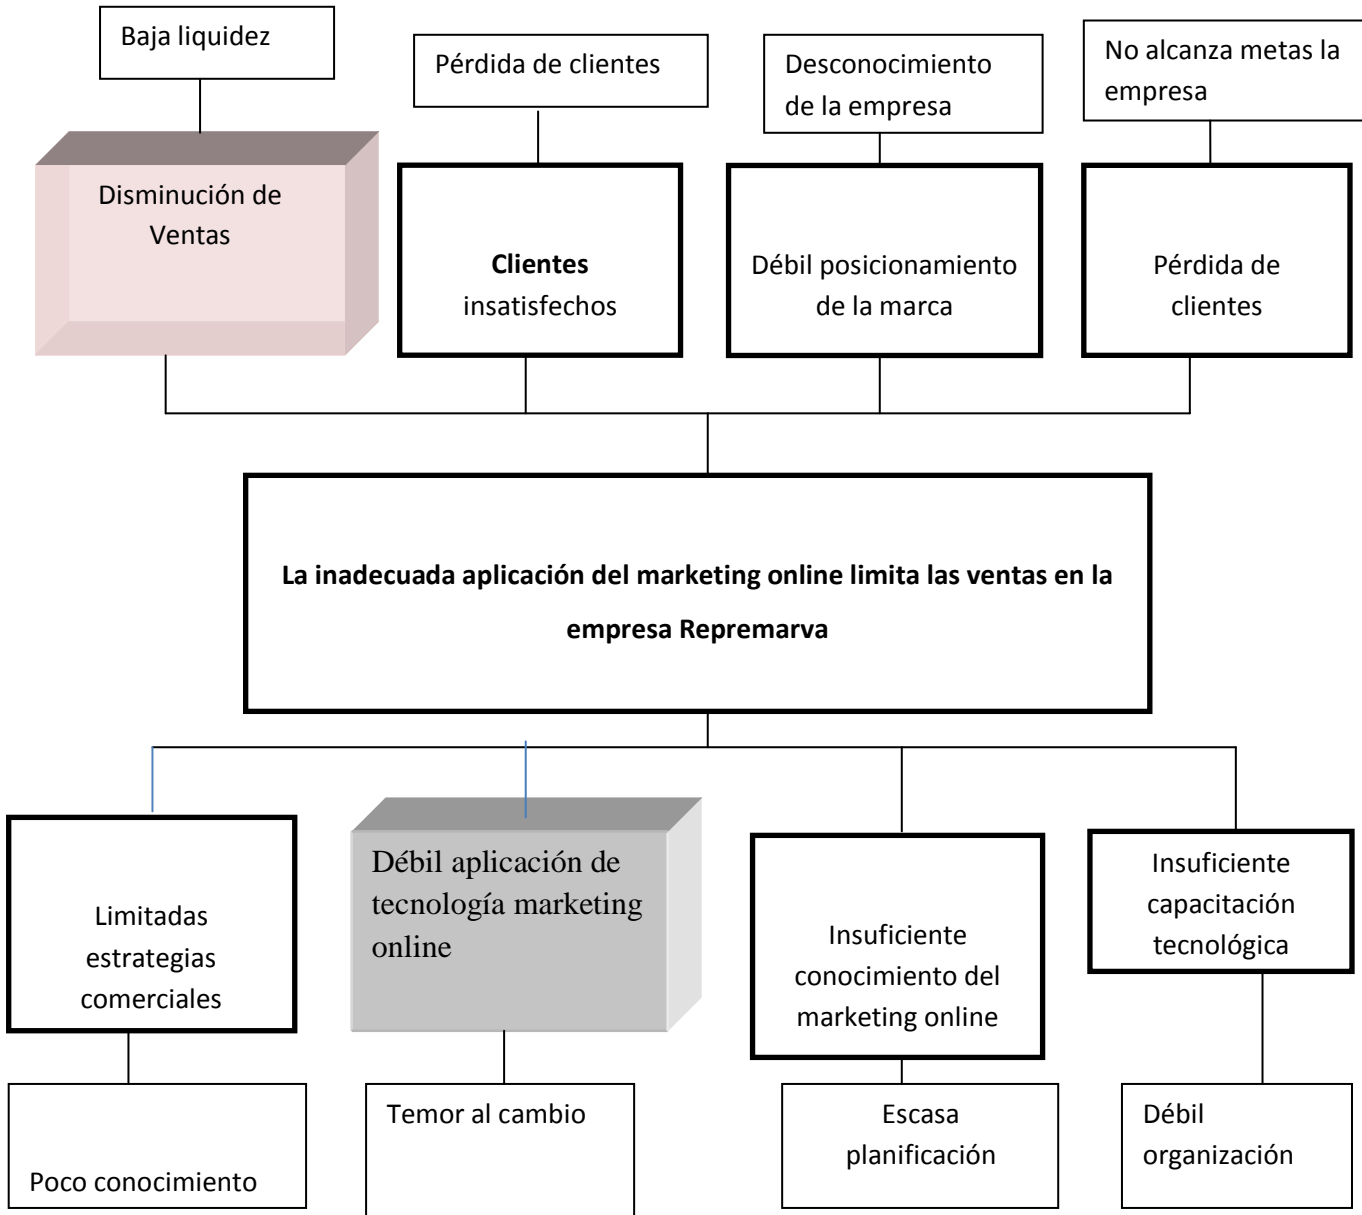 Baja liquidez
Pérdida de clientes
Desconocimiento
de la empresa
No alcanza metas la
empresa
Disminución de
Ventas
Clientes
insatisfechos
Débil posicionamiento
de la marca
Pérdida de
clientes
La inadecuada aplicación del marketing online limita las ventas en la
empresa Repremarva
Limitadas
estrategias
comerciales
Débil aplicación de
tecnología marketing
online
Insuficiente
conocimiento del
marketing online
Insuficiente
capacitación
tecnológica
Poco conocimiento
Temor al cambio
Escasa
planificación
Débil
organización